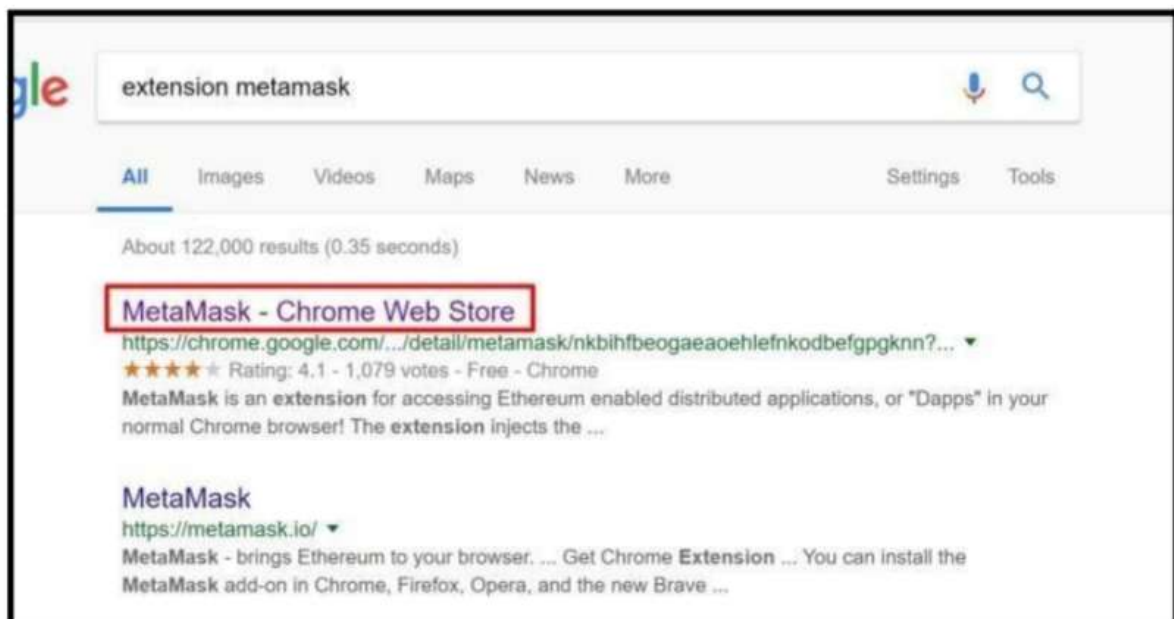 gle
extension metamask
All Images Videos Maps News More Settings Tools
About 122,000 results (0.35 seconds)
MetaMask - Chrome Web Store
https://chrome.google.com/.../detail/metamask/nkbihfbeogaeaoehlefnkodbefgpgknn?...
Rating: 4.1 - 1,079 votes - Free - Chrome
MetaMask is an extension for accessing Ethereum enabled distributed applications, or "Dapps" in your
normal Chrome browser! The extension injects the ...
MetaMask
https://metamask.io/
MetaMask - brings Ethereum to your browser. ... Get Chrome Extension ... You can install the
MetaMask add-on in Chrome, Firefox, Opera, and the new Brave ...